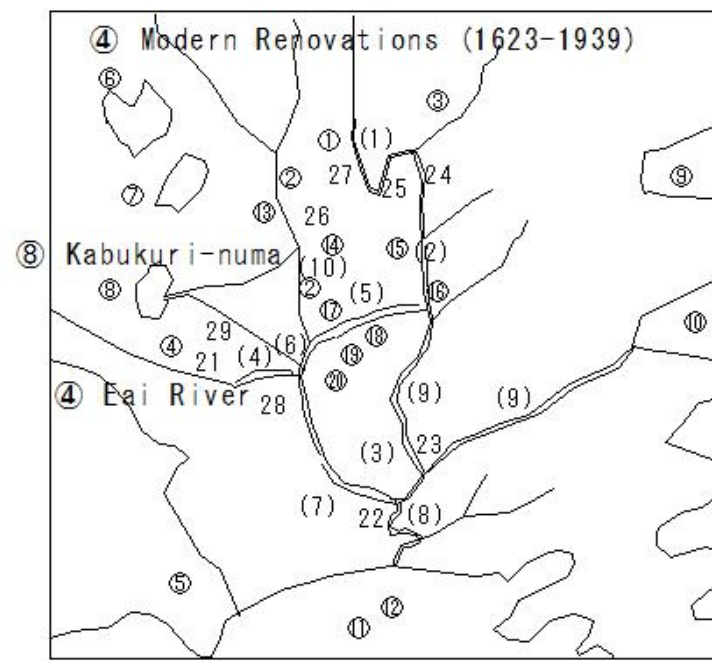 ④ Modern Renovations (1623-1939)
⑥
③
① (1)
② 27 25 24
⑨
⑦
⑬ 26
⑭ ⑮ (2)
⑧ Kabukuri-numa
(10)
⑧ ② (5) ⑯
⑰
⑩
④ 29 (6) ⑱
21 (4) ⑲
⑳
④ Eai River 28 (9) (9)
(3) 23
(7) 22 (8)
⑤
⑫
⑪